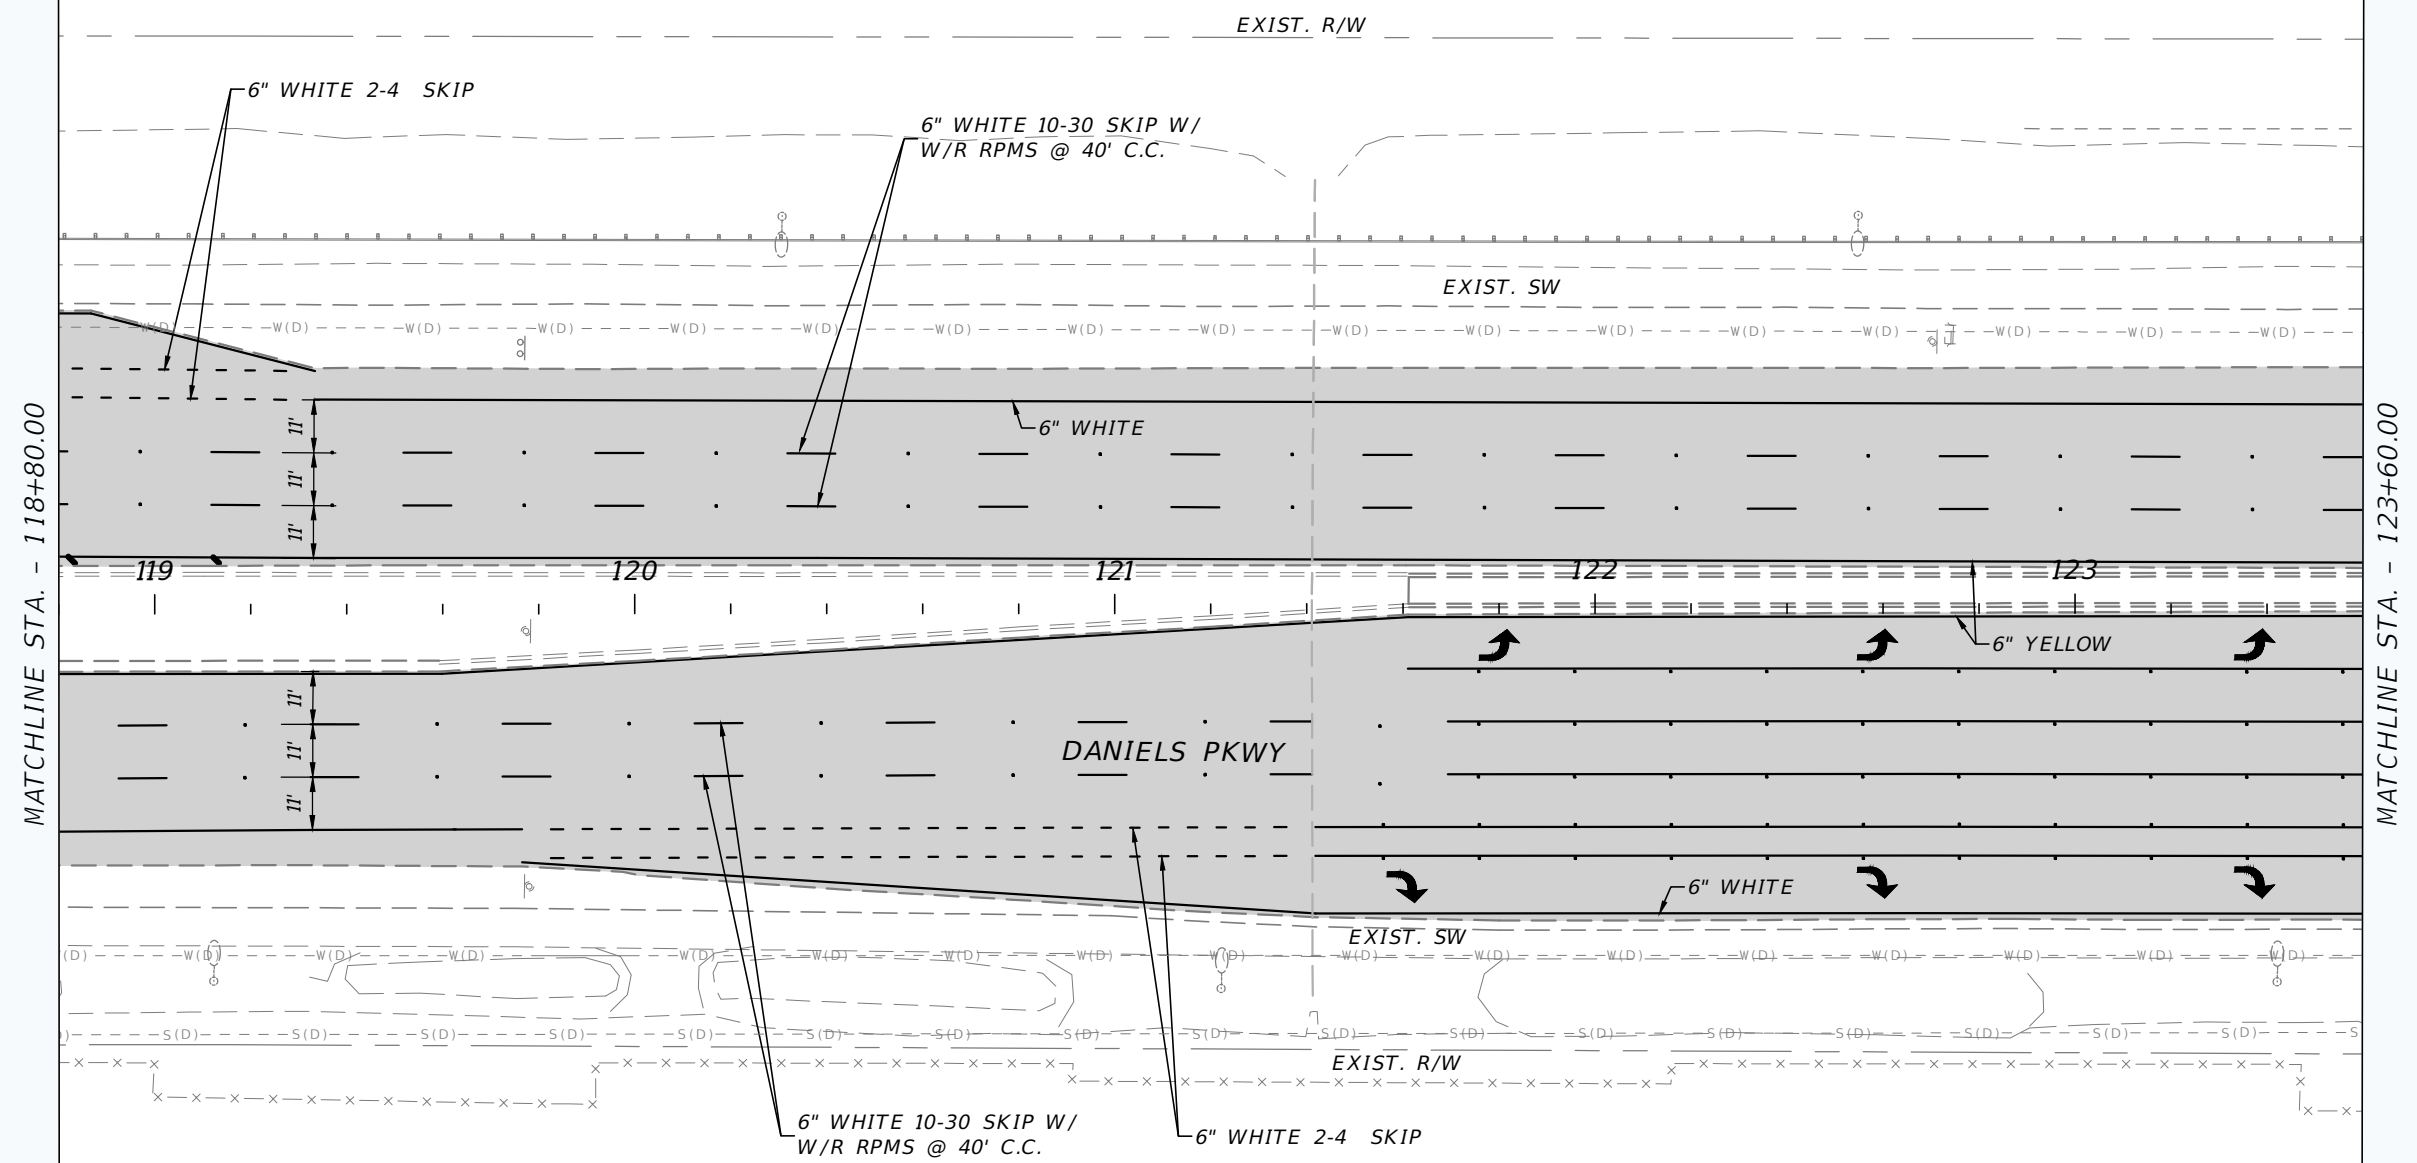 EXIST. R/W
6" WHITE 2-4 SKIP
6" WHITE 10-30 SKIP W/
W/R RPMS @ 40' C.C.
EXIST. SW
W(D) W(D) W(D) W(D) W(D) W(D) W(D) W(D) W(D) W(D) W(D) W(D) W(D) W(D) W(D) W(D) W(D)
MATCHLINE STA. - 118+80.00
MATCHLINE STA. - 123+60.00
11'
6" WHITE
11'
11'
119 120 121 122 123
6" YELLOW
11'
11'
DANIELS PKWY
11'
6" WHITE
EXIST. SW
(D) W(D) W(D) W(D) W(D) W(D) W(D) W(D) W(D) W(D) W(D) W(D) W(D) W(D) W(D) W(D) W(D)
) S(D) S(D) S(D) S(D) S(D) S(D) S(D) S(D) S(D) S(D) S(D) S(D) S(D) S(D) S(D) S(D) S(D) S
EXIST. R/W
6" WHITE 10-30 SKIP W/
W/R RPMS @ 40' C.C.
6" WHITE 2-4 SKIP